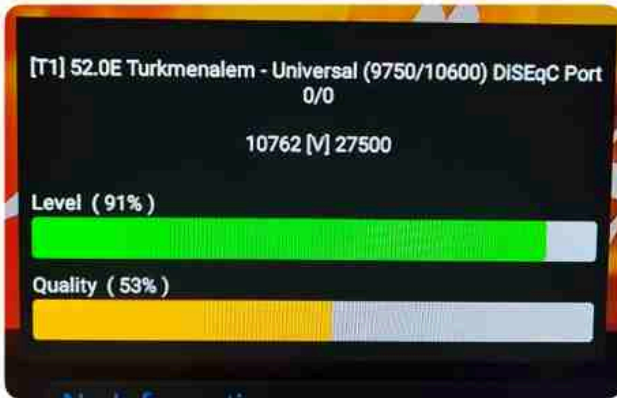 [T1] 52.0E Turkmenalem - Universal (9750/10600) DiSEqC Port
0/0
10762 [V] 27500
Level ( 91% )
Quality ( 53% )